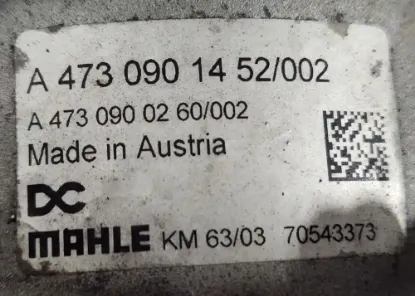 A 473 090 14 52/002
A 473 090 02 60/002
Made in Austria
DC
MAHLE KM 63/03 70543373